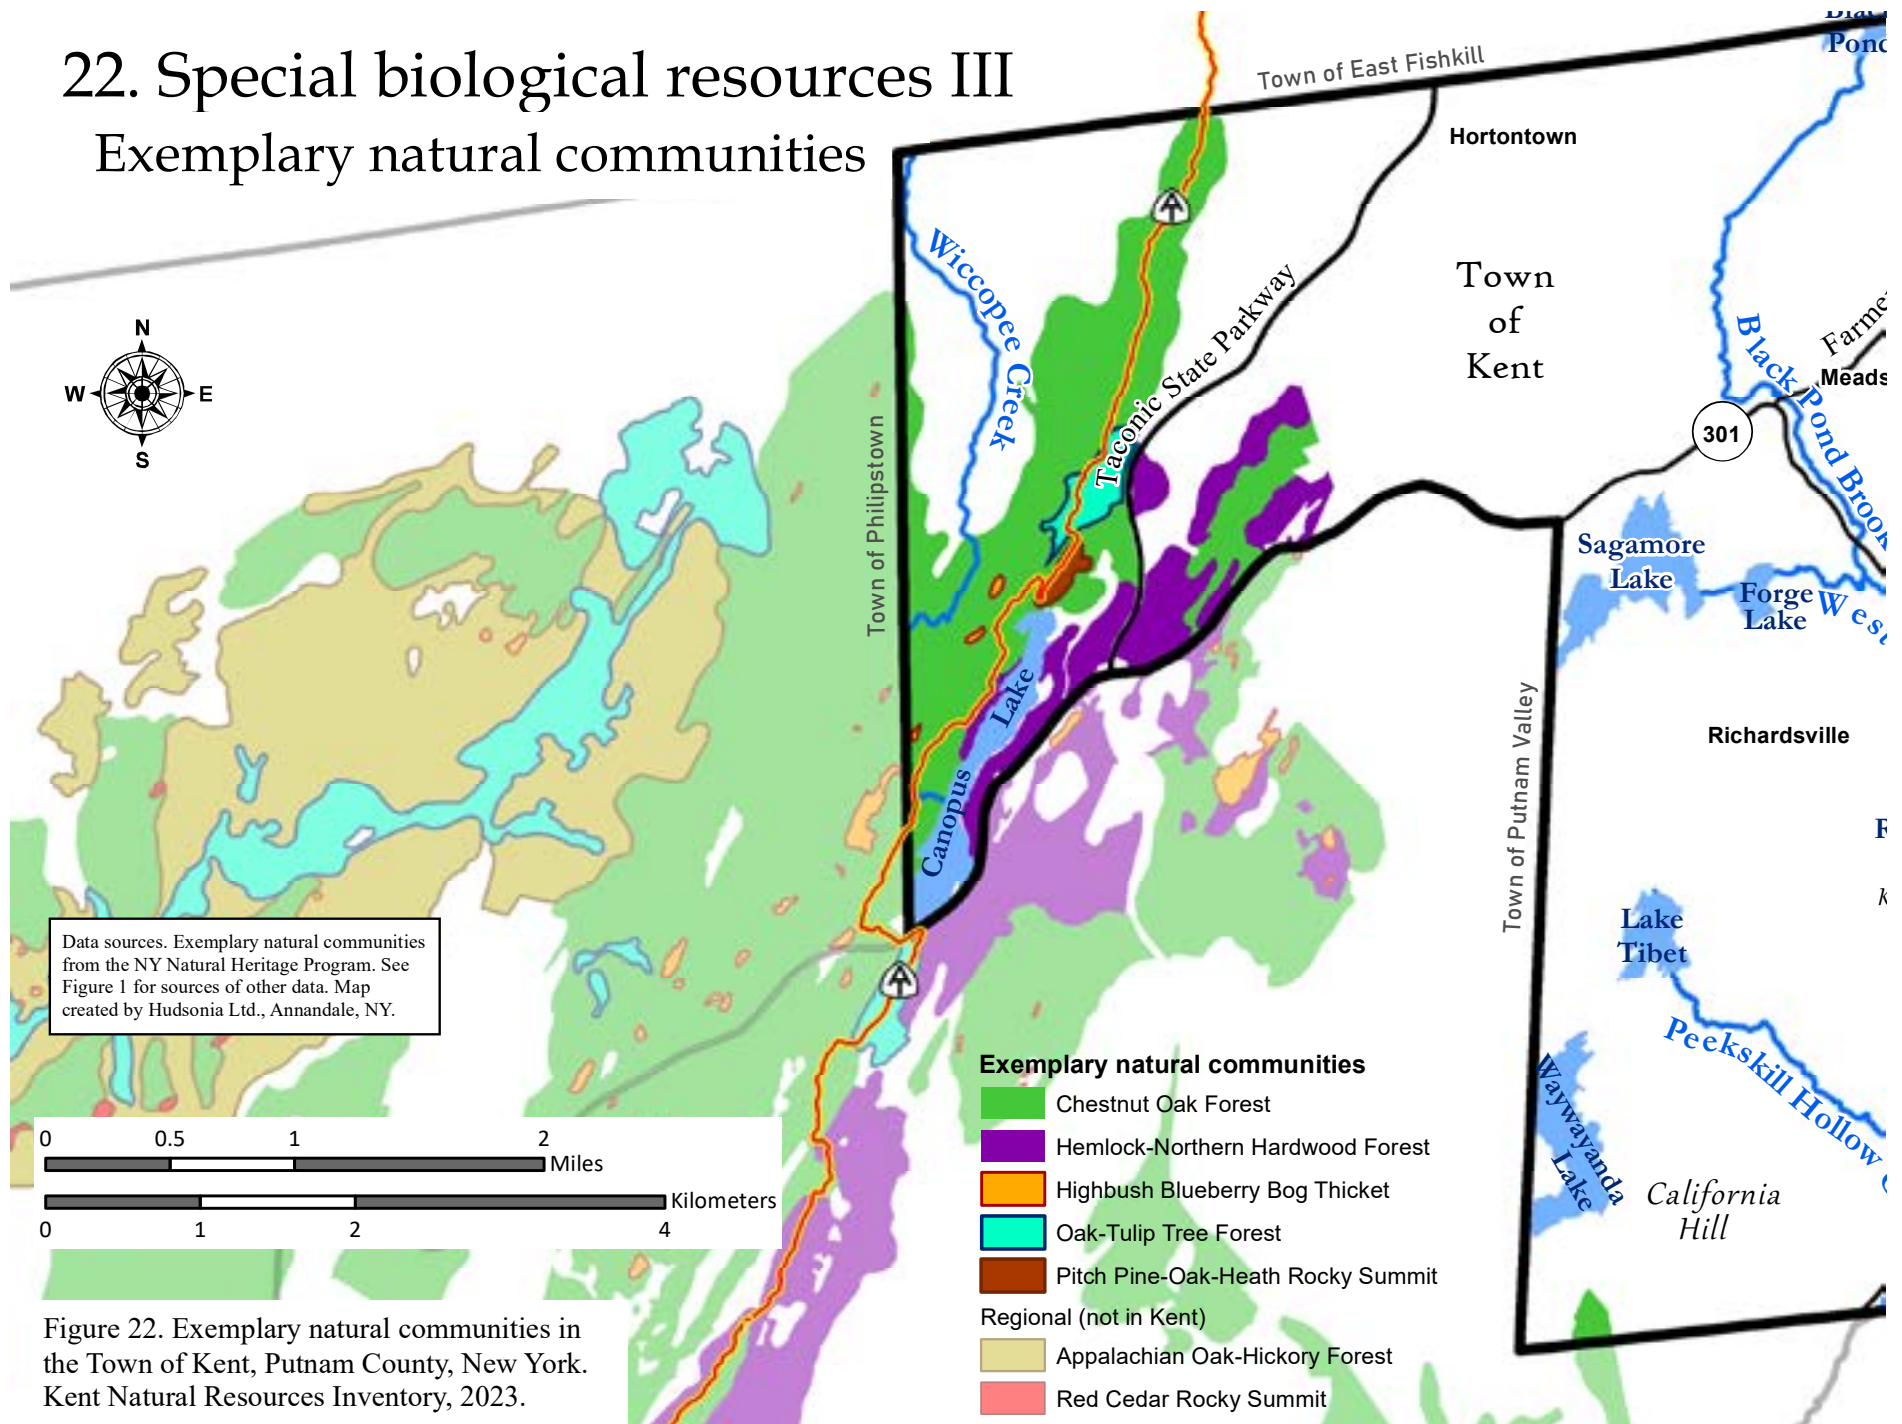 22. Special biological resources III
Exemplary natural communities
Town of East Fishkill
Pond
Hortontown
Wiccopee Creek
Town
of
Kent
Taconic State Parkway
Black Pond Brook
301
N
W E
S
Town of Philipstown
Sagamore
Lake
Forge
Lake
Canopus Lake
Town of Putnam Valley
Richardsville
Lake
Tibet
Peekskill Hollow
Waywayanda
Lake
California
Hill
Data sources. Exemplary natural communities
from the NY Natural Heritage Program. See
Figure 1 for sources of other data. Map
created by Hudsonia Ltd., Annandale, NY.
0 0.5 1 2
Miles
Kilometers
0 1 2 4
Exemplary natural communities
Chestnut Oak Forest
Hemlock-Northern Hardwood Forest
Highbush Blueberry Bog Thicket
Oak-Tulip Tree Forest
Pitch Pine-Oak-Heath Rocky Summit
Regional (not in Kent)
Appalachian Oak-Hickory Forest
Red Cedar Rocky Summit
Figure 22. Exemplary natural communities in
the Town of Kent, Putnam County, New York.
Kent Natural Resources Inventory, 2023.